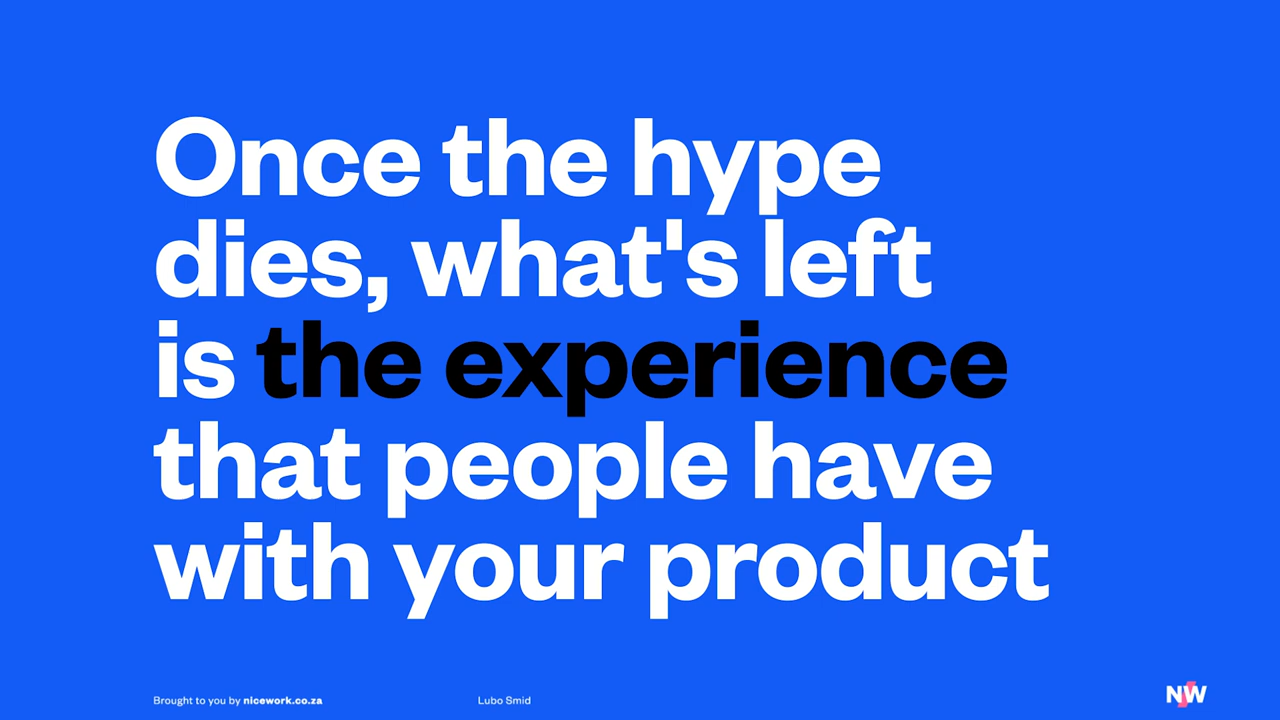 Once the hype
dies, what's left
is the experience
that people have
with your product
Brought to you by nicework.co.za
Lubo Smid
NW